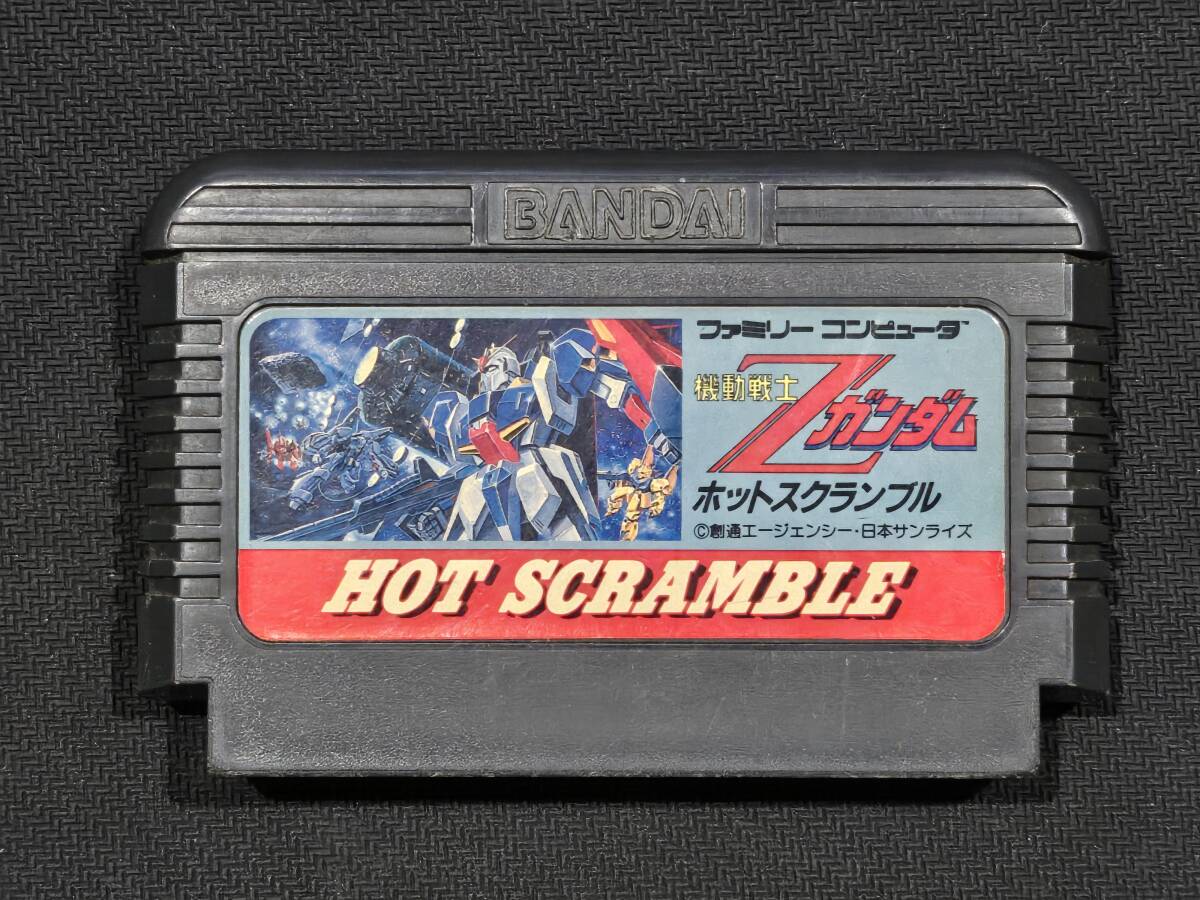 BANDAI
ファミリー コンピュータ
機動戦士
Zガンダム
ホットスクランブル
©創通エージェンシー・日本サンライズ
HOT SCRAMBLE